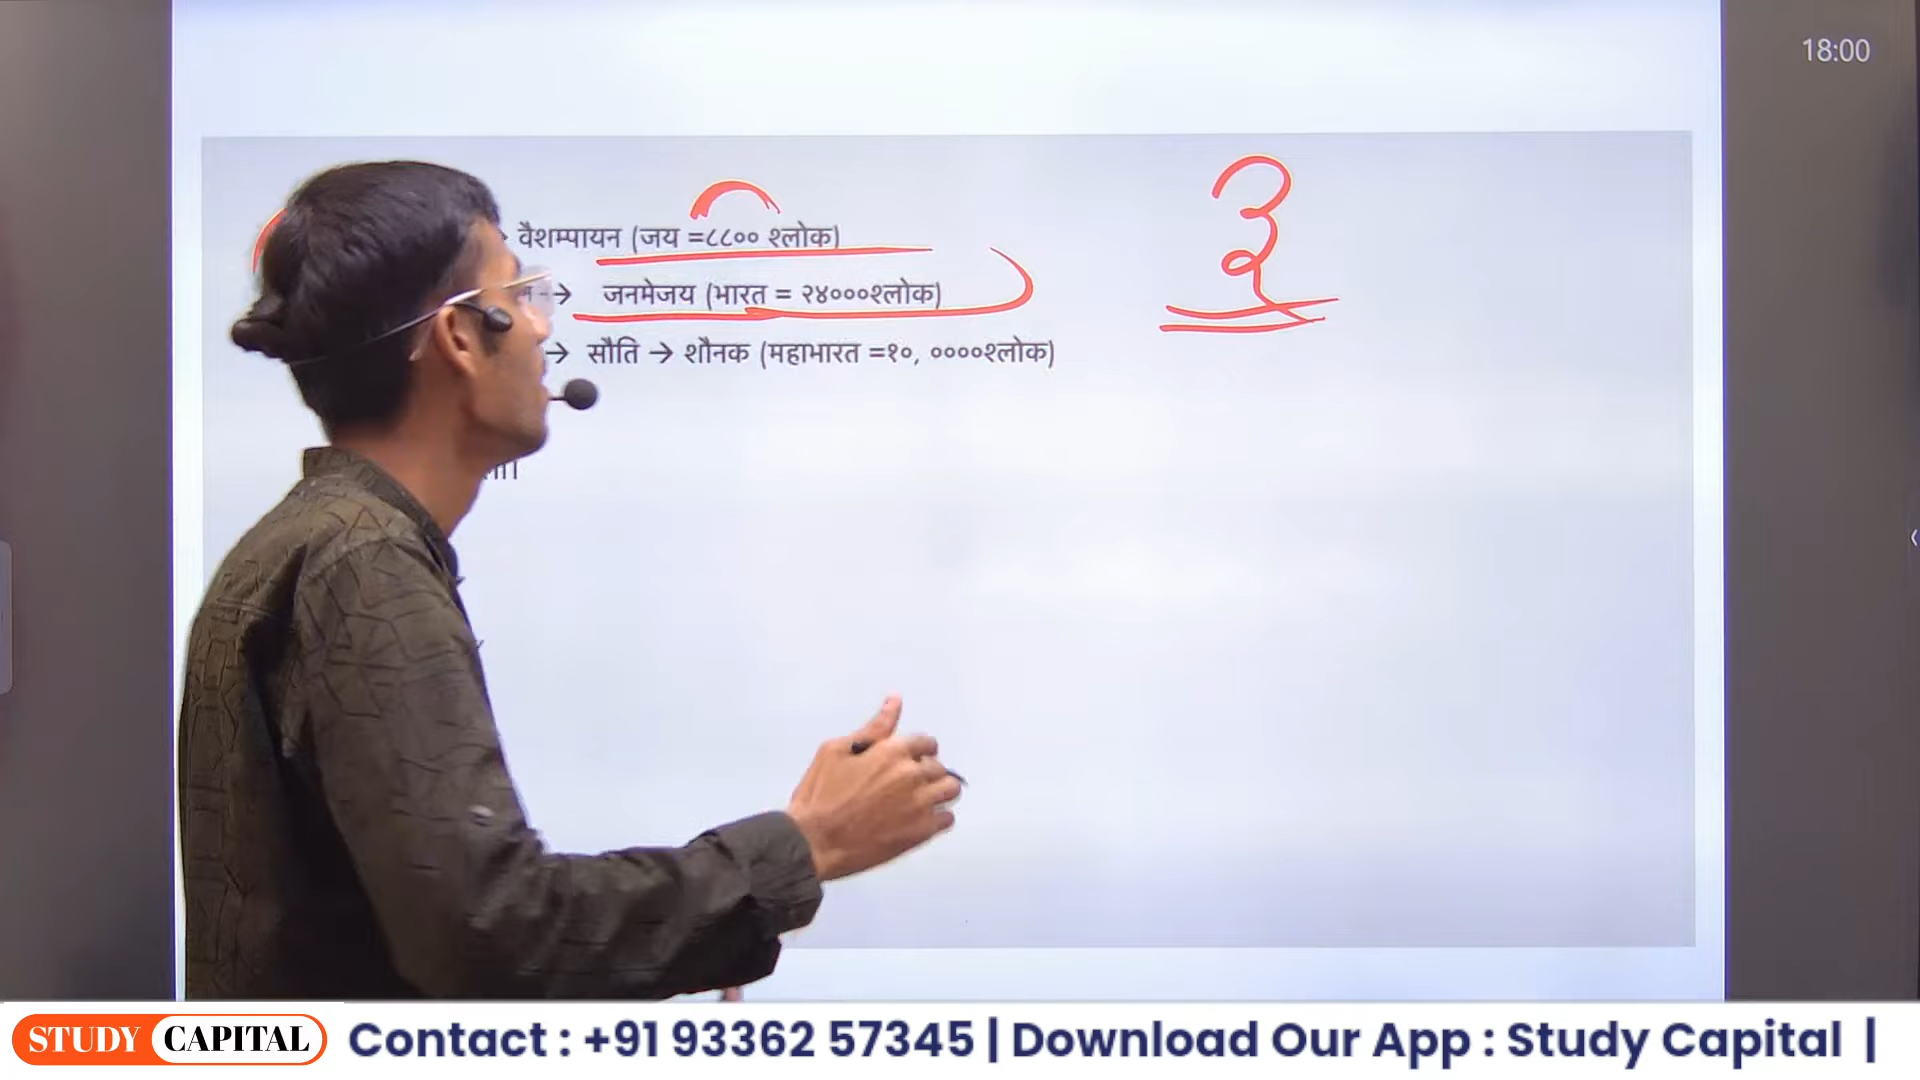 18:00
३
वैशम्पायन (जय =८८०० श्लोक)
→ जनमेजय (भारत = २४०००श्लोक)
→ सौति → शौनक (महाभारत =१०, ००००श्लोक)
STUDY CAPITAL Contact : +91 93362 57345 | Download Our App : Study Capital |